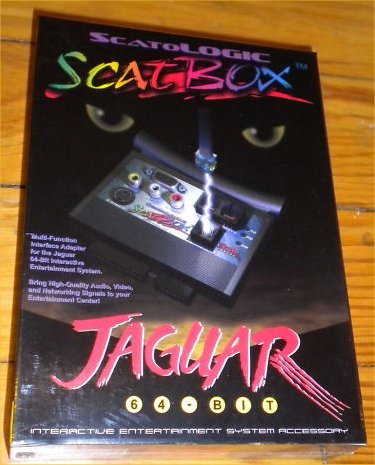 SCATOLOGIC
SCATBOX™
SCATBOX
Multi-Function
Interface Adapter
for the Jaguar
64-Bit Interactive
Entertainment System.
Bring High-Quality Audio, Video,
and Networking Signals to your
Entertainment Center!
JAGUAR
64-BIT
INTERACTIVE ENTERTAINMENT SYSTEM ACCESSORY